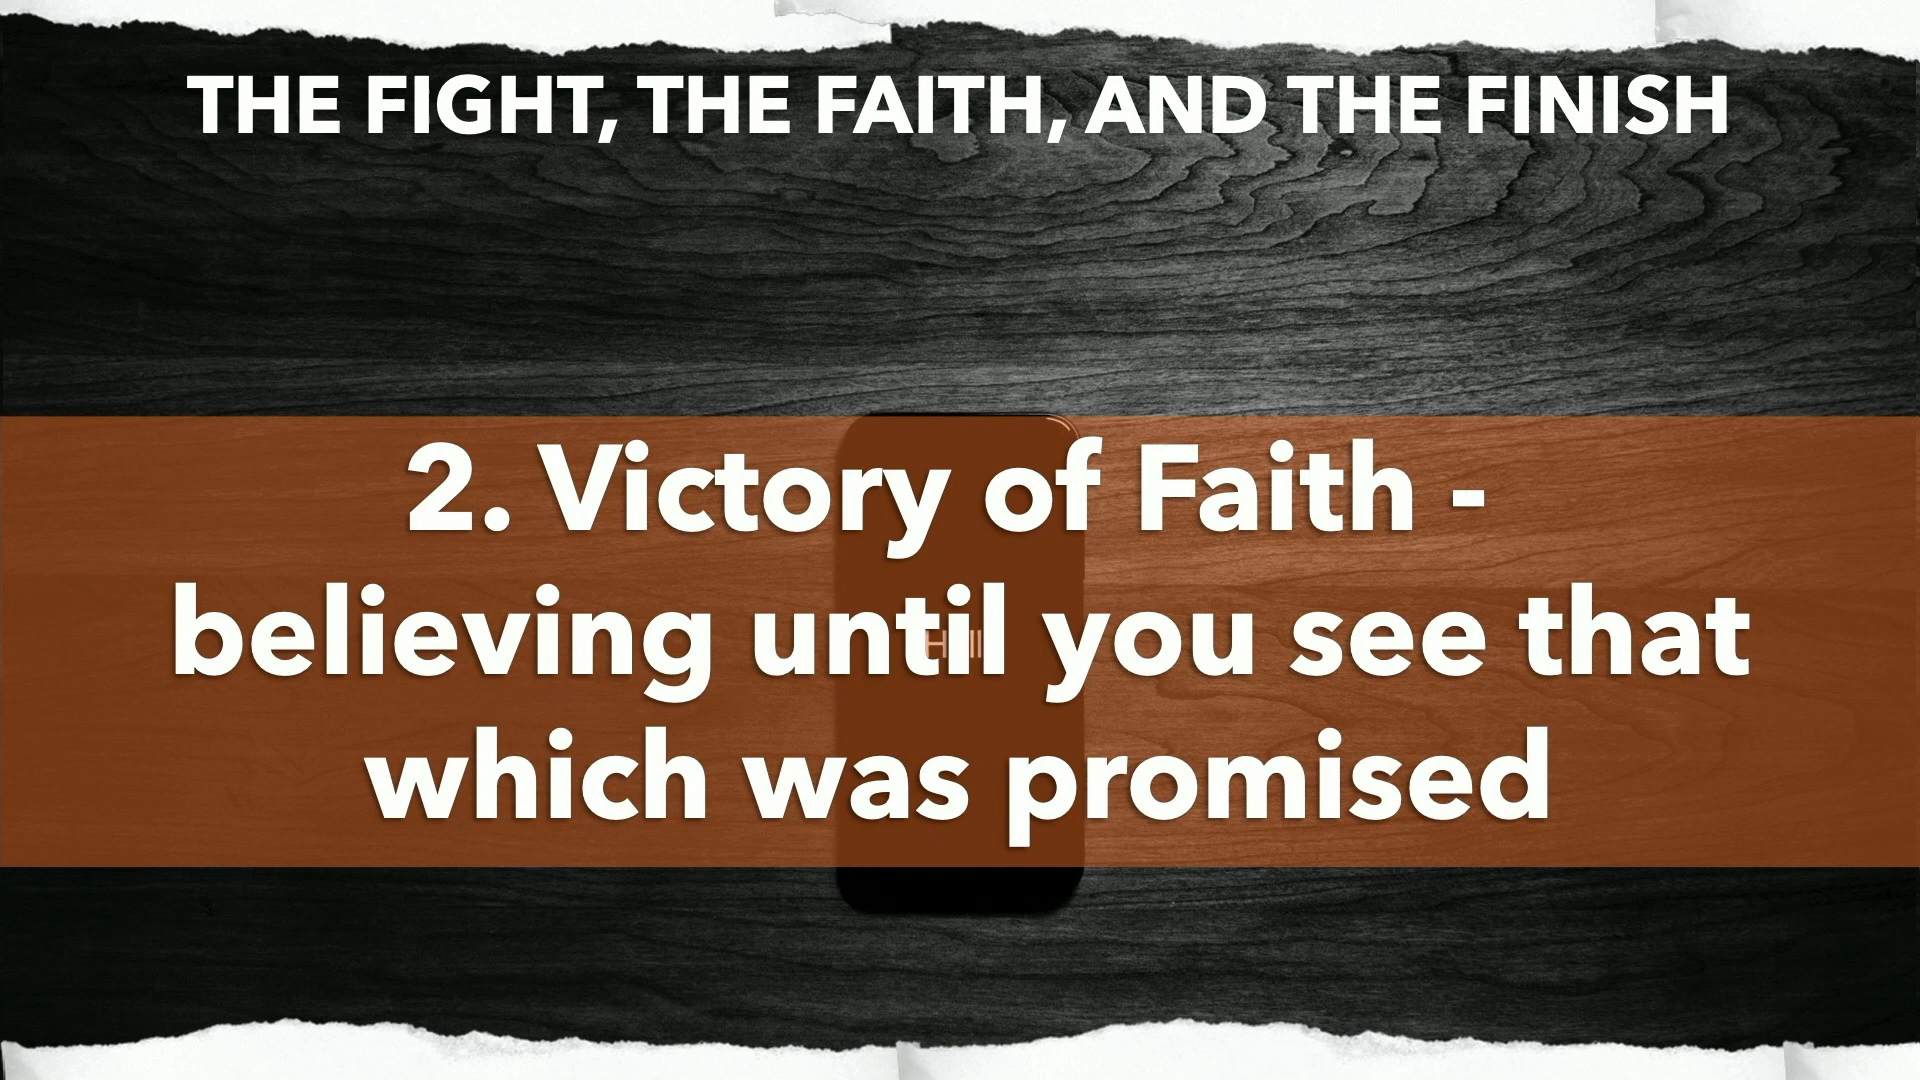 THE FIGHT, THE FAITH, AND THE FINISH
2. Victory of Faith -
believing until you see that
which was promised